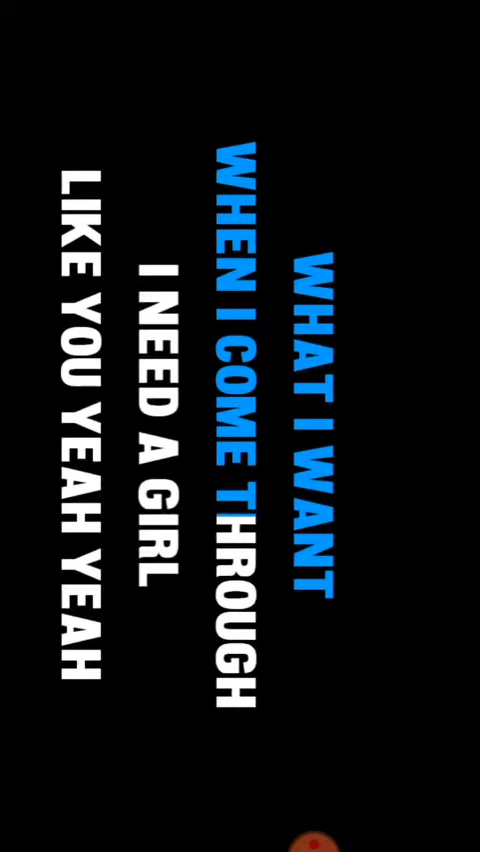 WHAT I WANT
WHEN I COME THROUGH
I NEED A GIRL
LIKE YOU YEAH YEAH